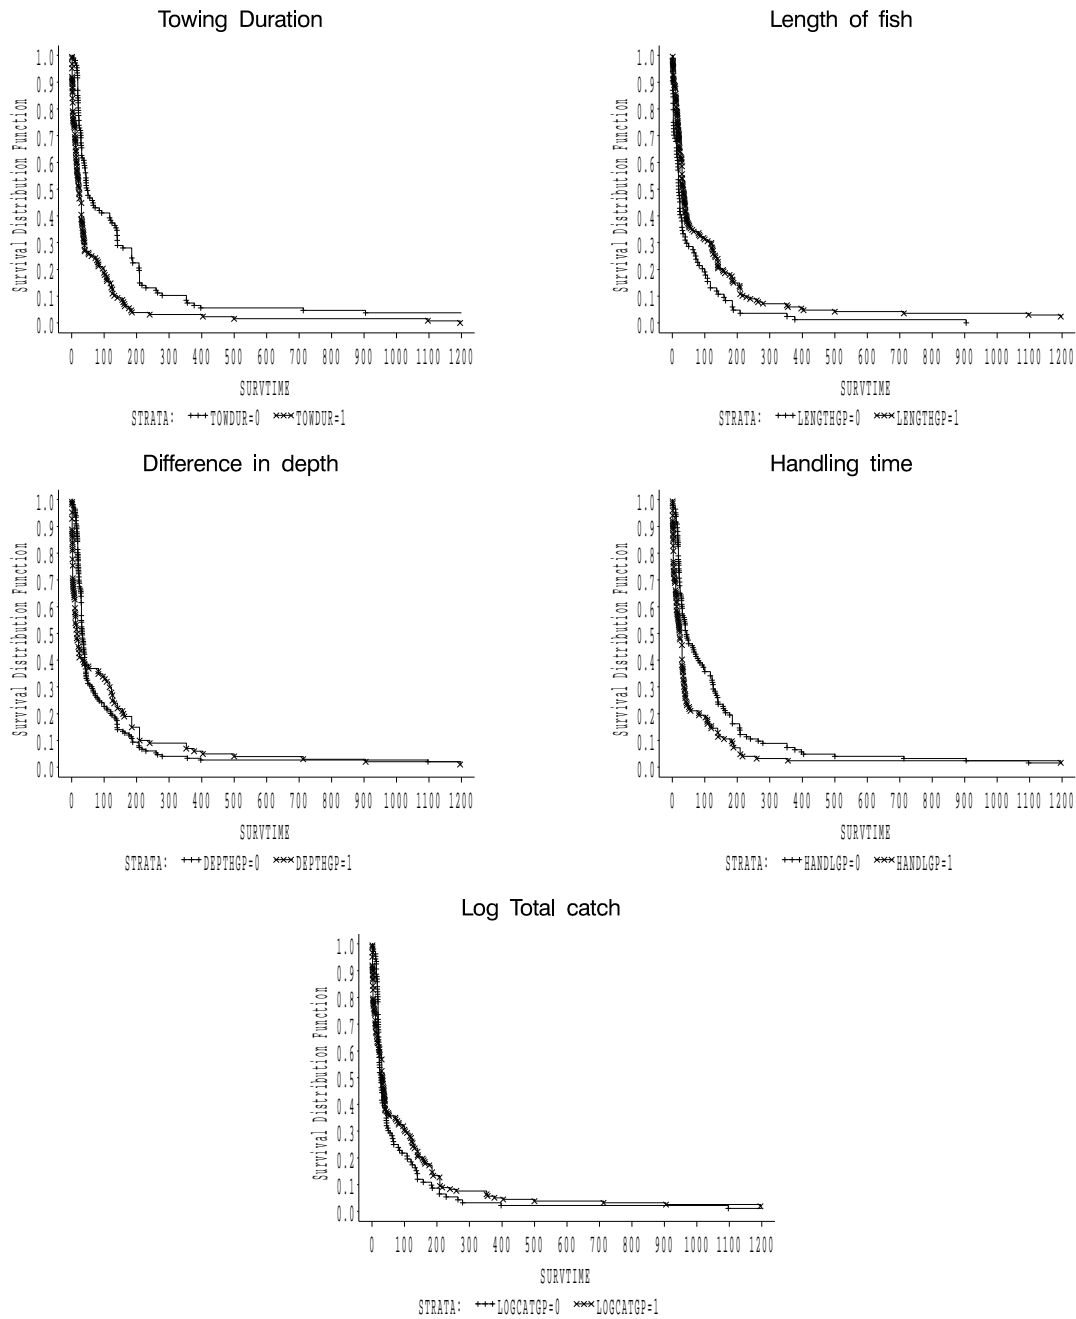 Towing Duration
Survival Distribution Function
1.0
0.9
0.8
0.7
0.6
0.5
0.4
0.3
0.2
0.1
0.0
0 100 200 300 400 500 600 700 800 900 1000 1100 1200
SURVTIME
STRATA: TOWDUR=0 TOWDUR=1
Length of fish
Survival Distribution Function
1.0
0.9
0.8
0.7
0.6
0.5
0.4
0.3
0.2
0.1
0.0
0 100 200 300 400 500 600 700 800 900 1000 1100 1200
SURVTIME
STRATA: LENGTHGP=0 LENGTHGP=1
Difference in depth
Survival Distribution Function
1.0
0.9
0.8
0.7
0.6
0.5
0.4
0.3
0.2
0.1
0.0
0 100 200 300 400 500 600 700 800 900 1000 1100 1200
SURVTIME
STRATA: DEPTHGP=0 DEPTHGP=1
Handling time
Survival Distribution Function
1.0
0.9
0.8
0.7
0.6
0.5
0.4
0.3
0.2
0.1
0.0
0 100 200 300 400 500 600 700 800 900 1000 1100 1200
SURVTIME
STRATA: HANDLGP=0 HANDLGP=1
Log Total catch
Survival Distribution Function
1.0
0.9
0.8
0.7
0.6
0.5
0.4
0.3
0.2
0.1
0.0
0 100 200 300 400 500 600 700 800 900 1000 1100 1200
SURVTIME
STRATA: LOGCATGP=0 LOGCATGP=1